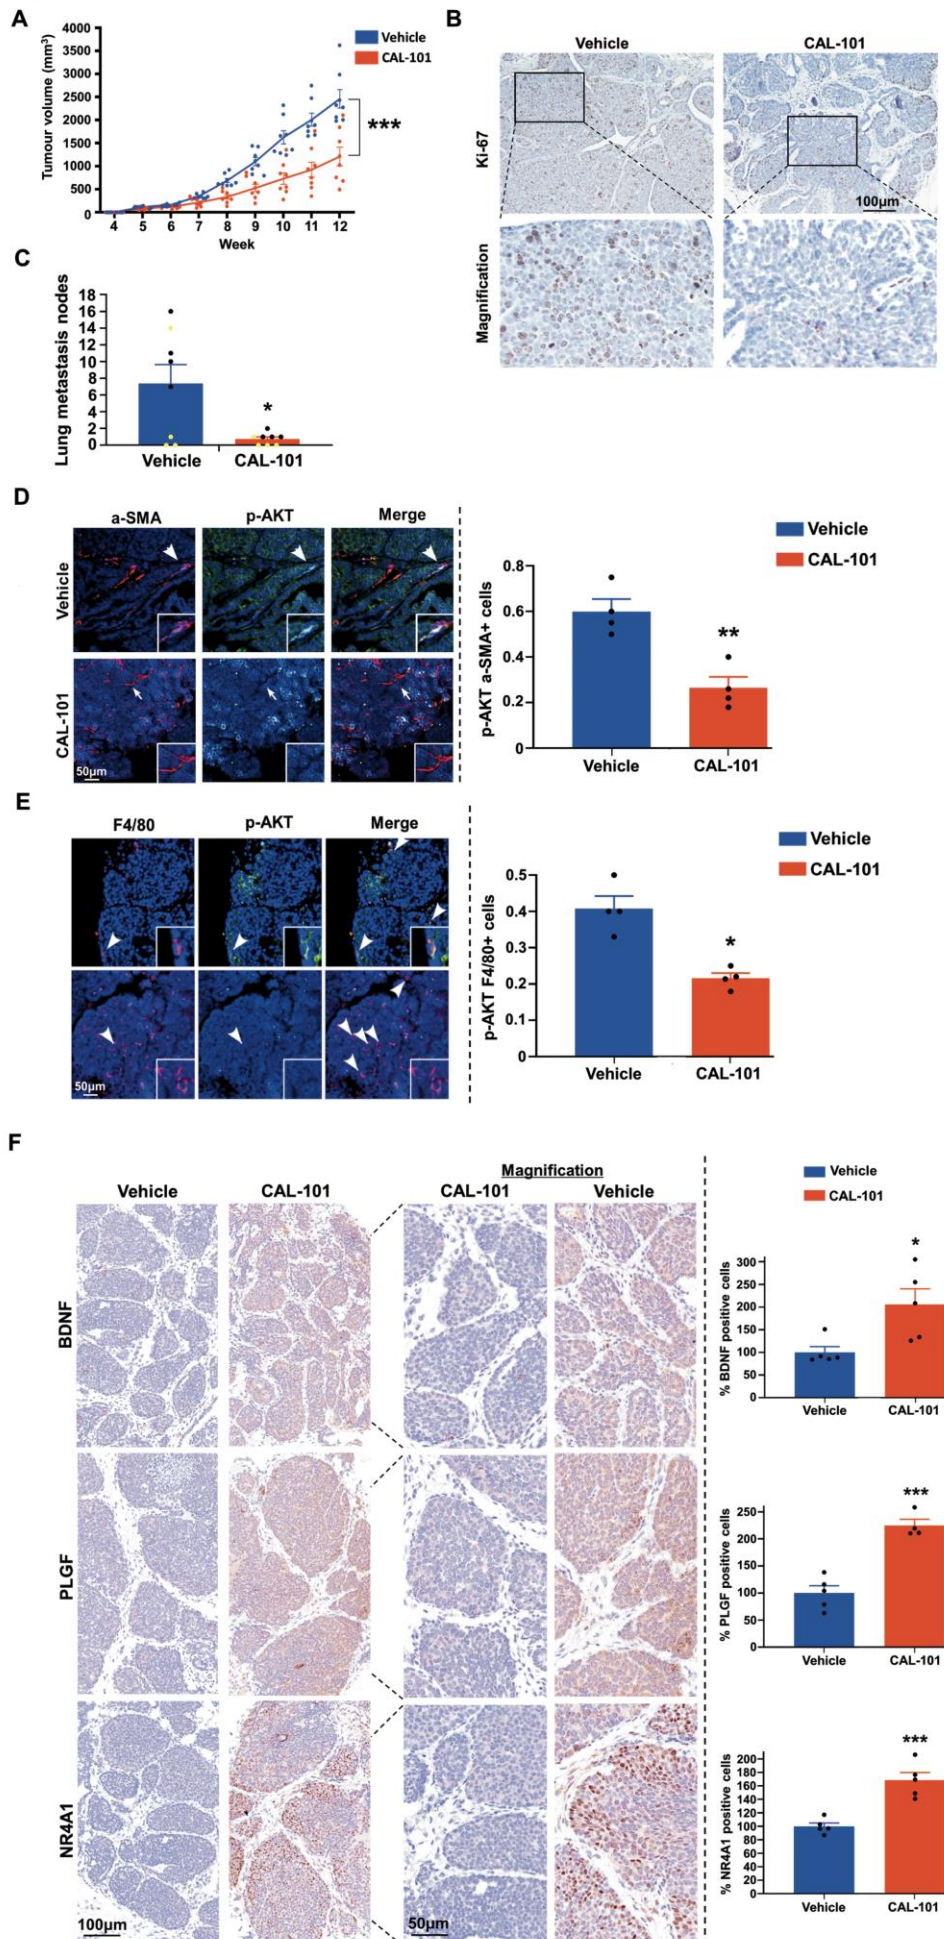 A
Tumour volume (mm³)
4000
3500
3000
2500
2000
1500
1000
500
0
4 5 6 7 8 9 10 11 12
Week
Vehicle
CAL-101
***
B
Vehicle CAL-101
Ki-67
100µm
Magnification
C
Lung metastasis nodes
18
16
14
12
10
8
6
4
2
0
*
Vehicle CAL-101
D
a-SMA p-AKT Merge
Vehicle
CAL-101
50µm
Vehicle
CAL-101
p-AKT a-SMA+ cells
0.8
0.6
0.4
0.2
0
**
Vehicle CAL-101
E
F4/80 p-AKT Merge
50µm
Vehicle
CAL-101
p-AKT F4/80+ cells
0.5
0.4
0.3
0.2
0.1
0
*
Vehicle CAL-101
F
Magnification
Vehicle CAL-101 CAL-101 Vehicle
BDNF
PLGF
NR4A1
100µm
50µm
Vehicle
CAL-101
% BDNF positive cells
300
250
200
150
100
50
0
*
Vehicle CAL-101
% PLGF positive cells
250
200
150
100
50
0
***
Vehicle CAL-101
% NR4A1 positive cells
200
180
160
140
120
100
80
60
40
20
0
***
Vehicle CAL-101